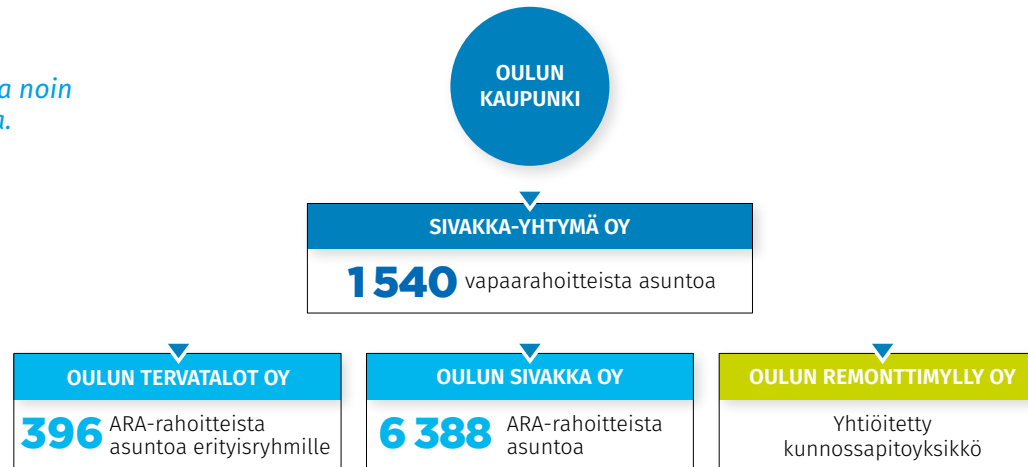 a noin
OULUN
KAUPUNKI
SIVAKKA-YHTYMÄ OY
1 540 vapaarahoitteista asuntoa
OULUN TERVATALOT OY
396 ARA-rahoitteista
asuntoa erityisryhmille
OULUN SIVAKKA OY
6 388 ARA-rahoitteista
asuntoa
OULUN REMONTTIMYLLY OY
Yhtiöitetty
kunnossapitoyksikkö